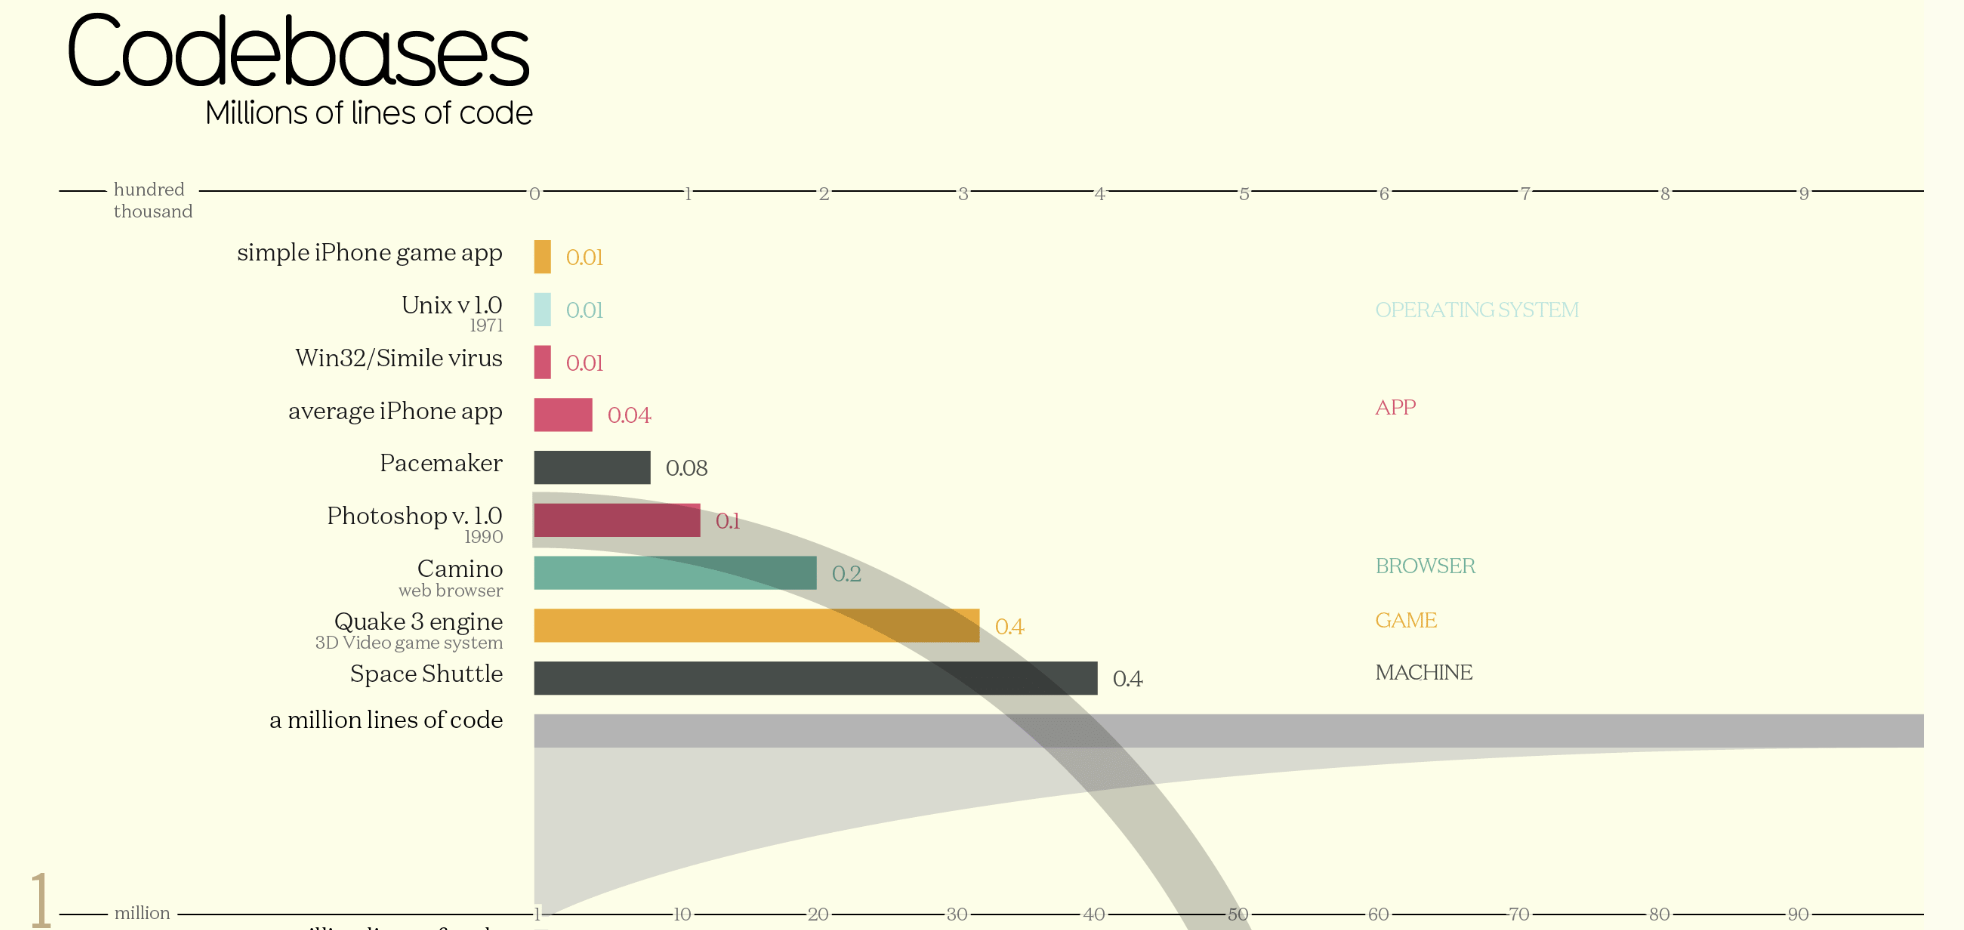 Codebases
Millions of lines of code
hundred thousand 0 1 2 3 4 5 6 7 8 9
simple iPhone game app 0.01
Unix v 1.0 0.01 OPERATING SYSTEM
1971
Win32/Simile virus 0.01
average iPhone app 0.04 APP
Pacemaker 0.08
Photoshop v. 1.0 0.1
1990
Camino 0.2 BROWSER
web browser
Quake 3 engine 0.4 GAME
3D Video game system
Space Shuttle 0.4 MACHINE
a million lines of code
1 million 1 10 20 30 40 50 60 70 80 90